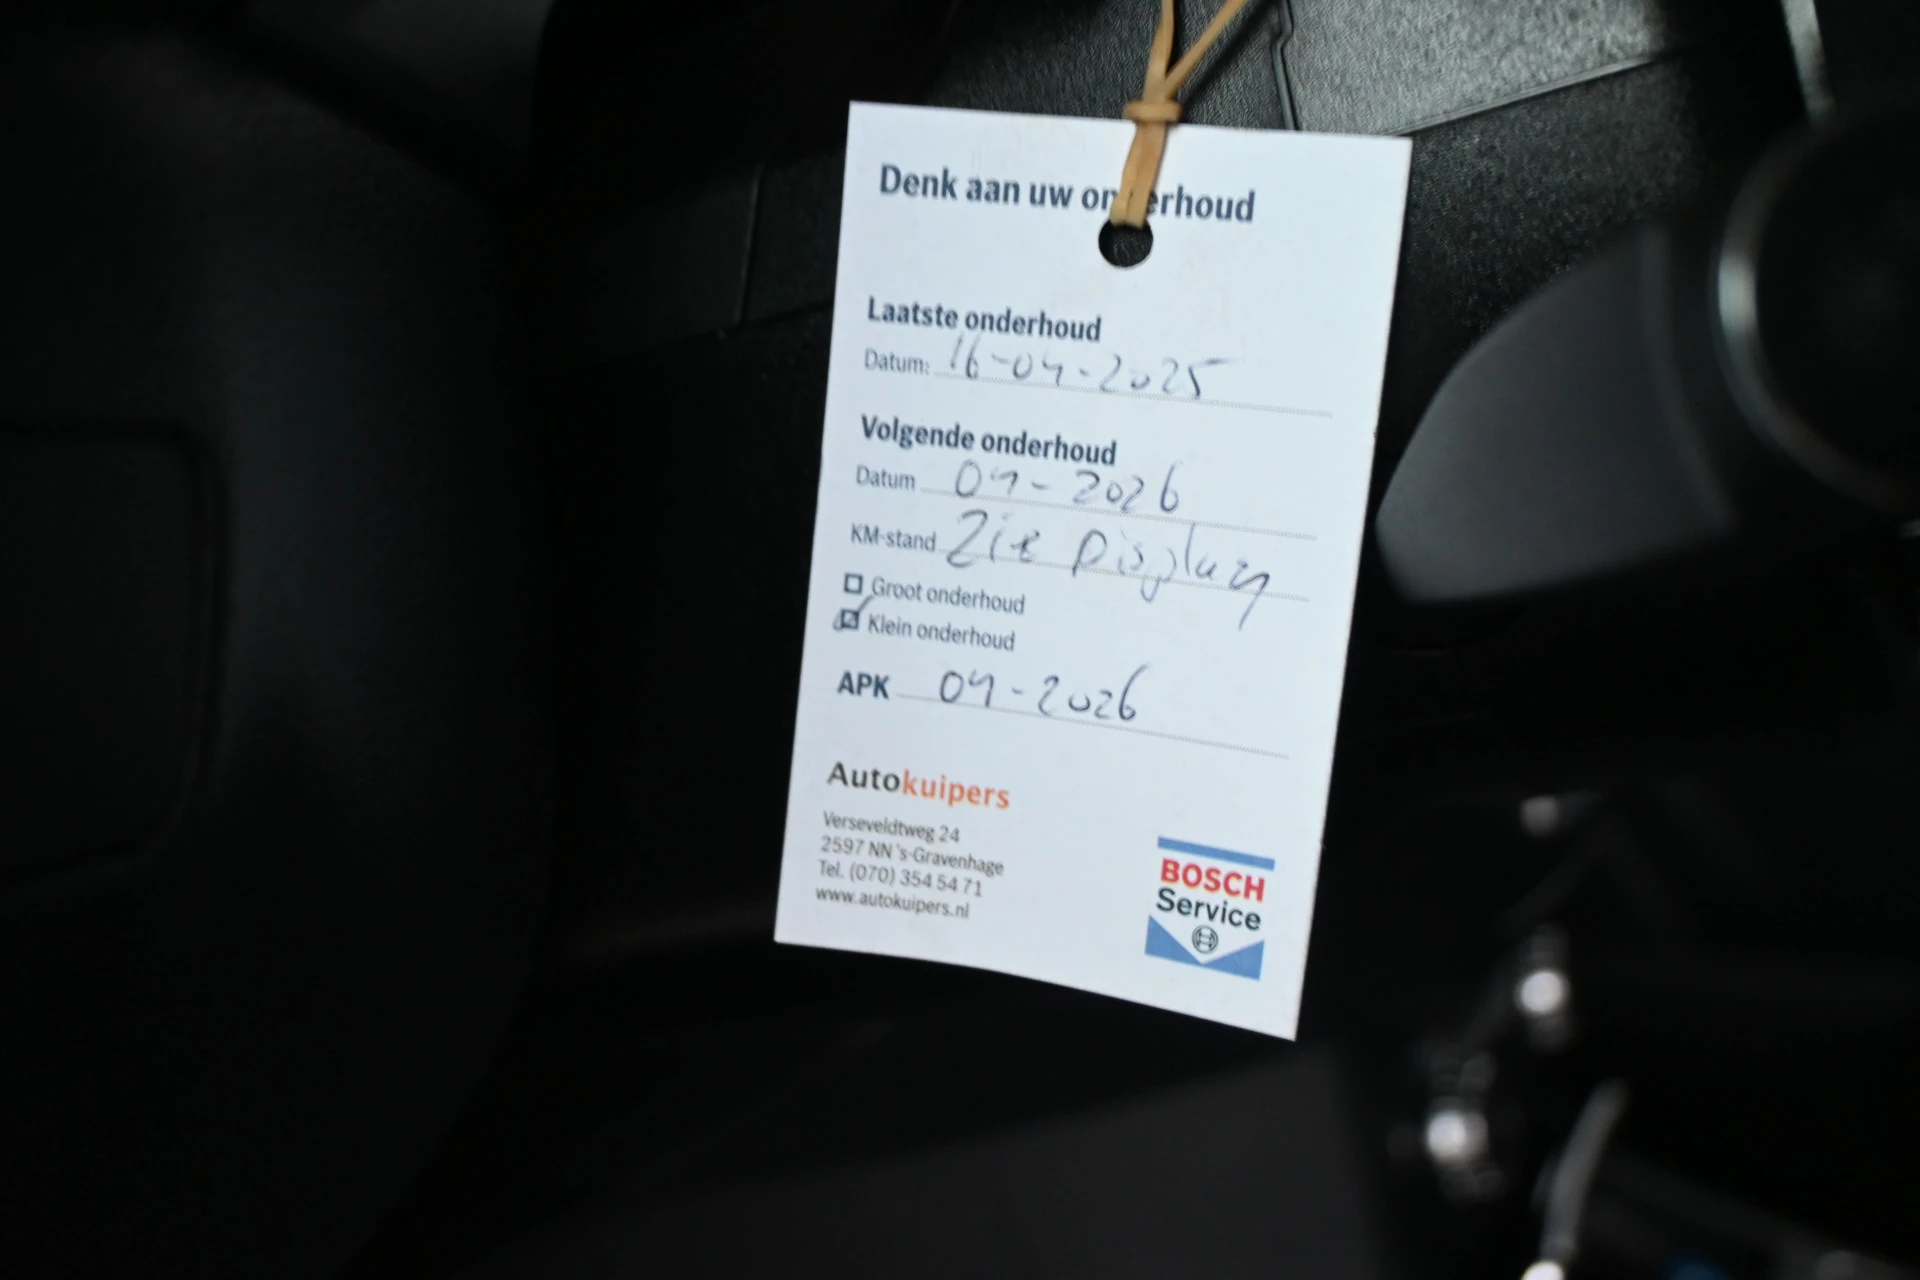 Denk aan uw onderhoud
Laatste onderhoud
Datum: 16-04-2025
Volgende onderhoud
Datum 04-2026
KM-stand Zie Display
Groot onderhoud
Klein onderhoud
APK 04-2026
Autokuipers
Verseveldtweg 24
2597 NN 's-Gravenhage
Tel. (070) 354 54 71
www.autokuipers.nl
BOSCH
Service